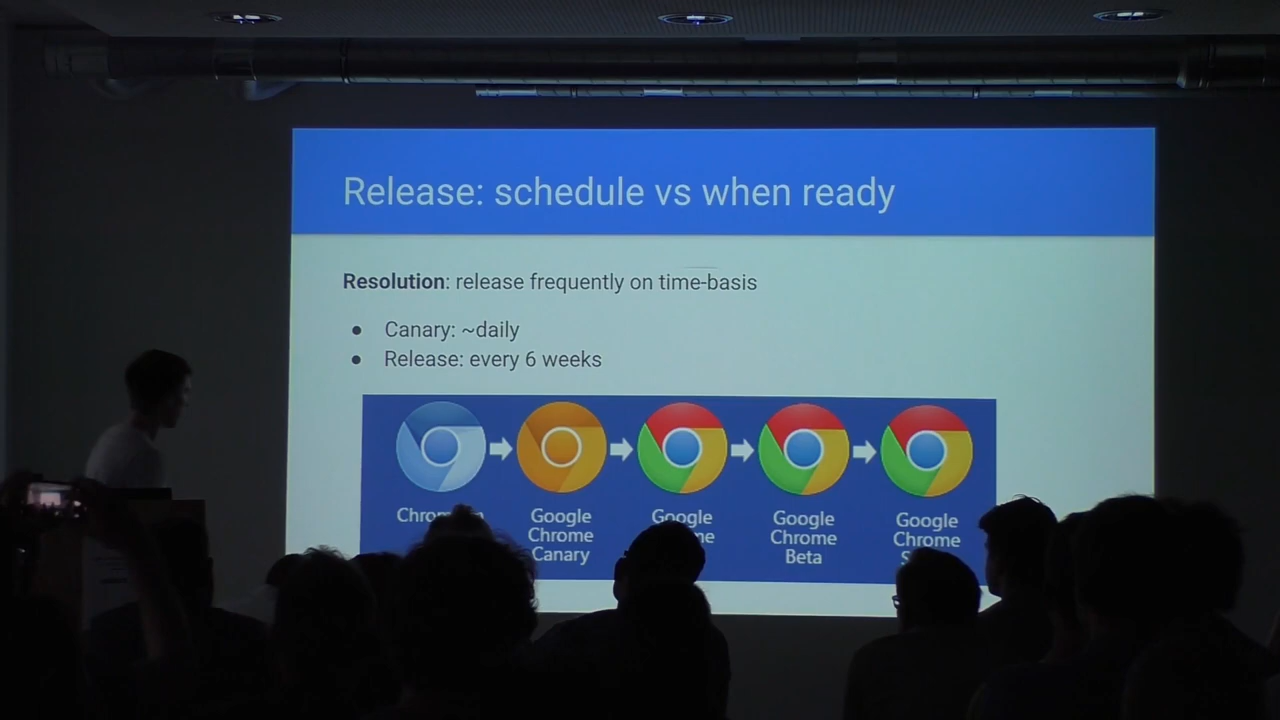 Release: schedule vs when ready
Resolution: release frequently on time-basis
● Canary: ~daily
● Release: every 6 weeks
Google
Chrome
Canary
Google
Google
Chrome
Beta
Google
Chrome